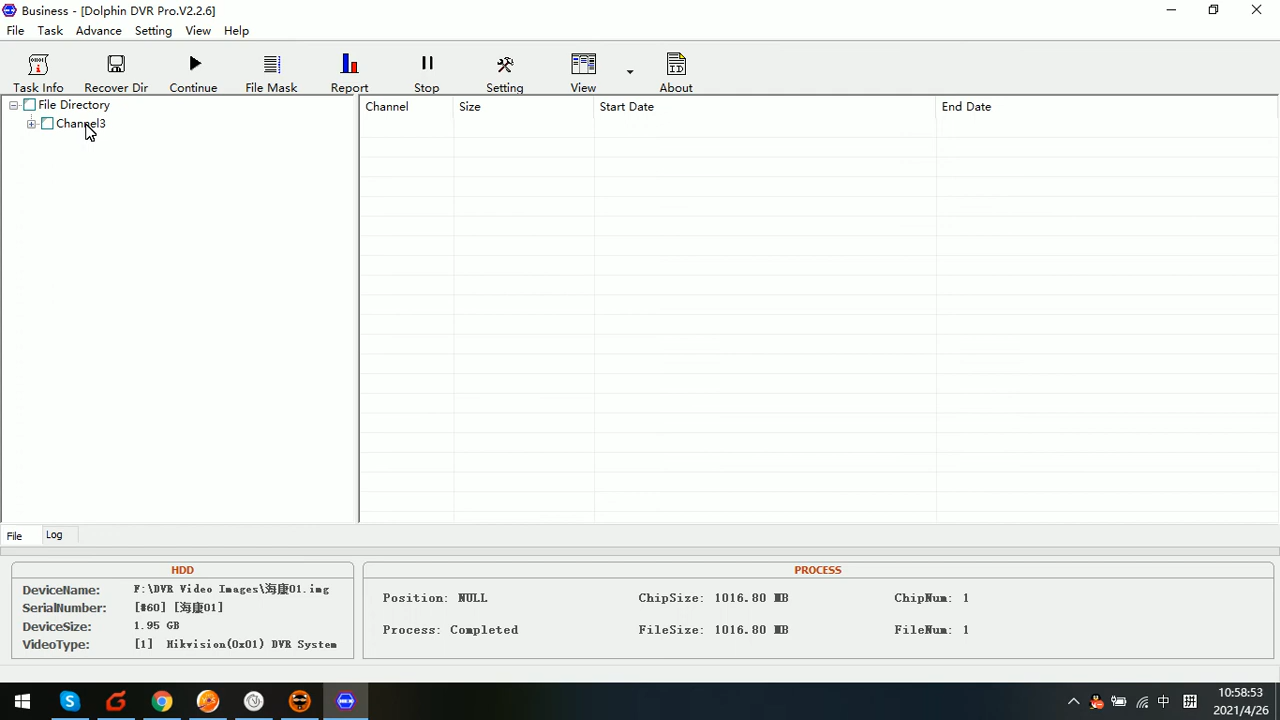 Business - [Dolphin DVR Pro.V2.2.6]
File Task Advance Setting View Help
Task Info Recover Dir Continue File Mask Report Stop Setting View About
File Directory
Channel3
Channel Size Start Date End Date
File Log
HDD
DeviceName: F:\DVR Video Images\海康01.img
SerialNumber: [#60] [海康01]
DeviceSize: 1.95 GB
VideoType: [1] Hikvision(0x01) DVR System
PROCESS
Position: NULL ChipSize: 1016.80 MB ChipNum: 1
Process: Completed FileSize: 1016.80 MB FileNum: 1
中 拼 10:58:53
2021/4/26